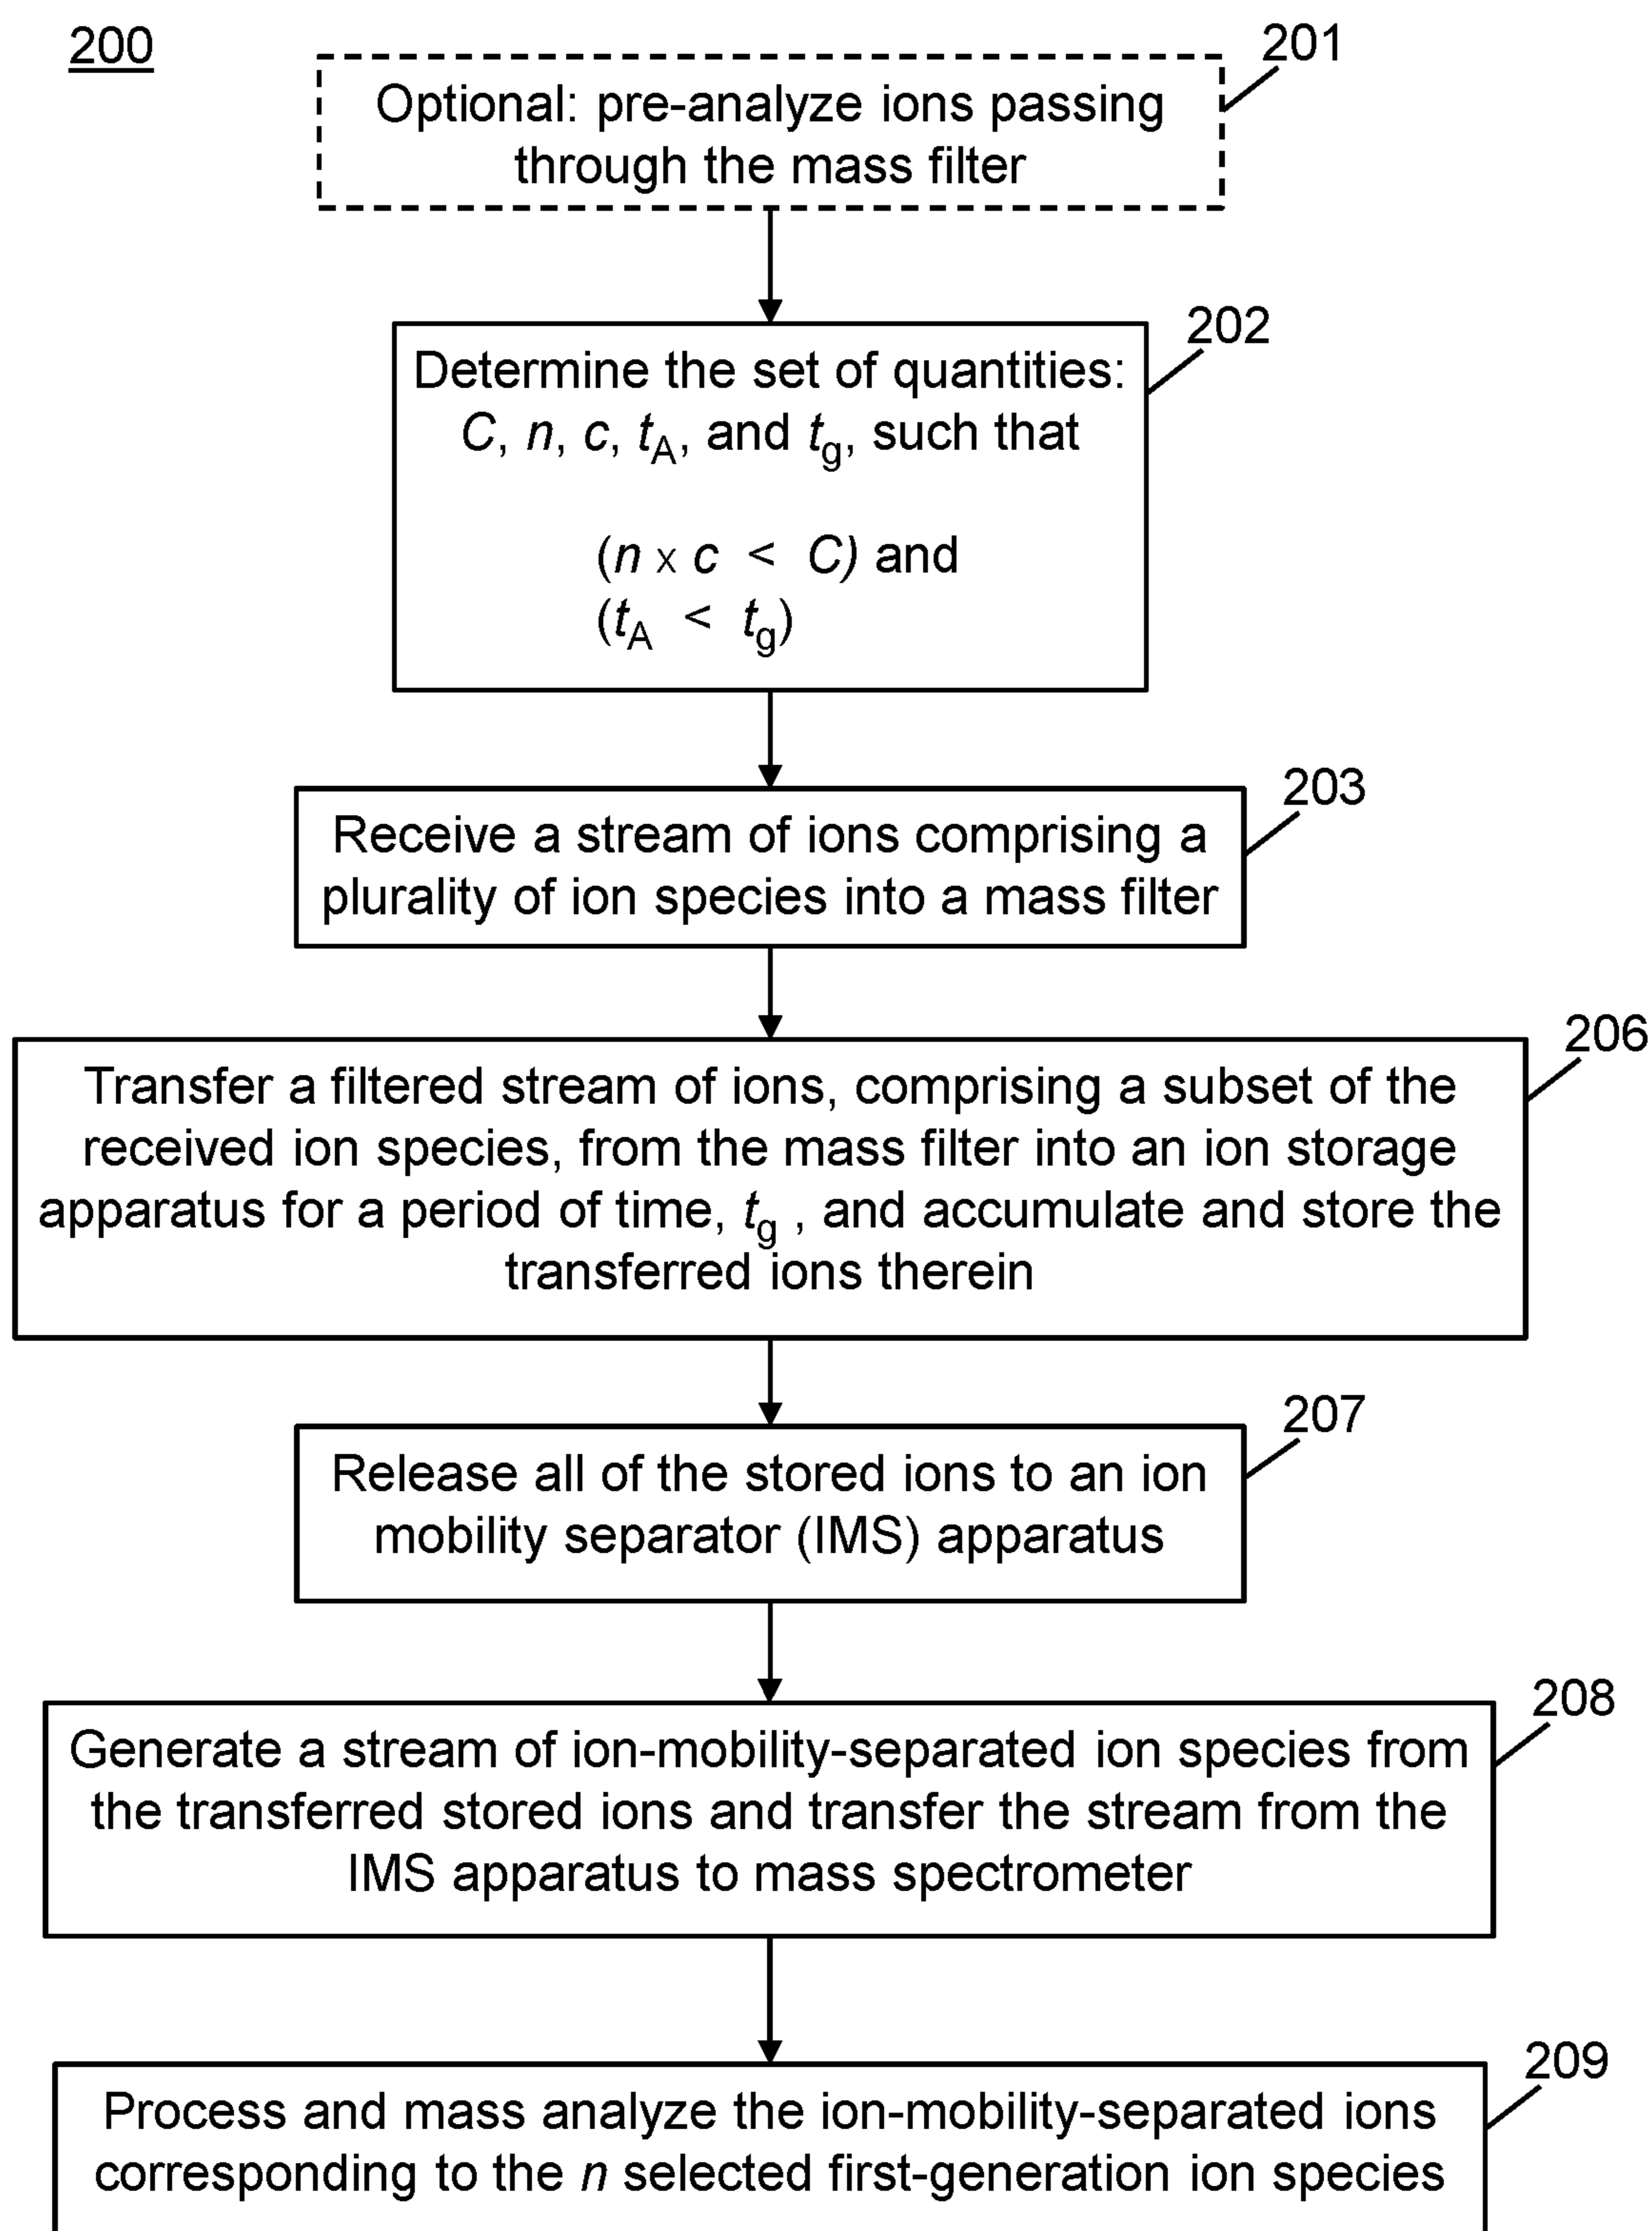 200
201
Optional: pre-analyze ions passing
through the mass filter
202
Determine the set of quantities:
C, n, c, tA, and tg, such that
(n x c < C) and
(tA < tg)
203
Receive a stream of ions comprising a
plurality of ion species into a mass filter
206
Transfer a filtered stream of ions, comprising a subset of the
received ion species, from the mass filter into an ion storage
apparatus for a period of time, tg , and accumulate and store the
transferred ions therein
207
Release all of the stored ions to an ion
mobility separator (IMS) apparatus
208
Generate a stream of ion-mobility-separated ion species from
the transferred stored ions and transfer the stream from the
IMS apparatus to mass spectrometer
209
Process and mass analyze the ion-mobility-separated ions
corresponding to the n selected first-generation ion species